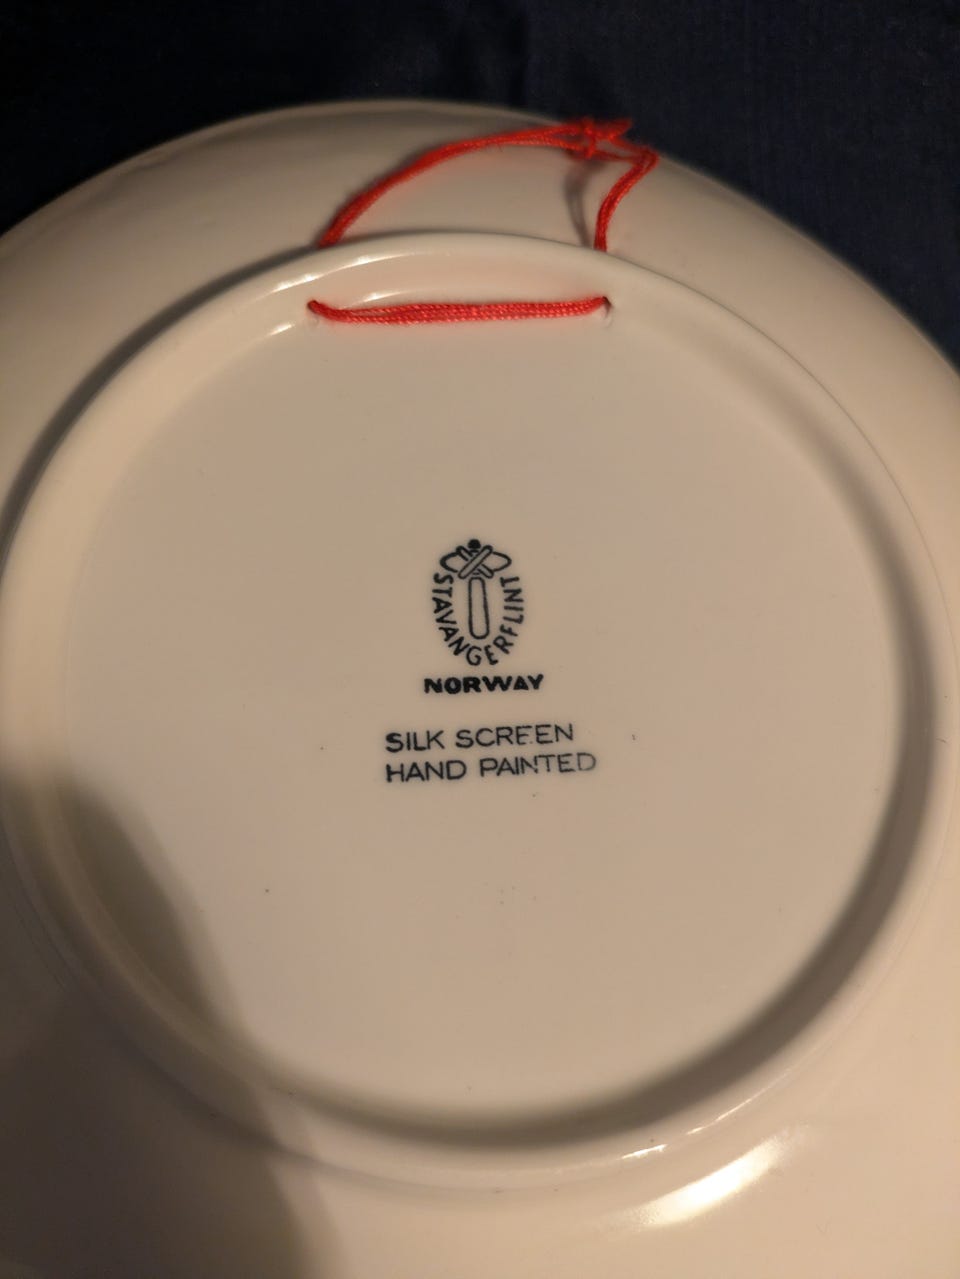 STAVANGERFLINT
NORWAY
SILK SCREEN
HAND PAINTED